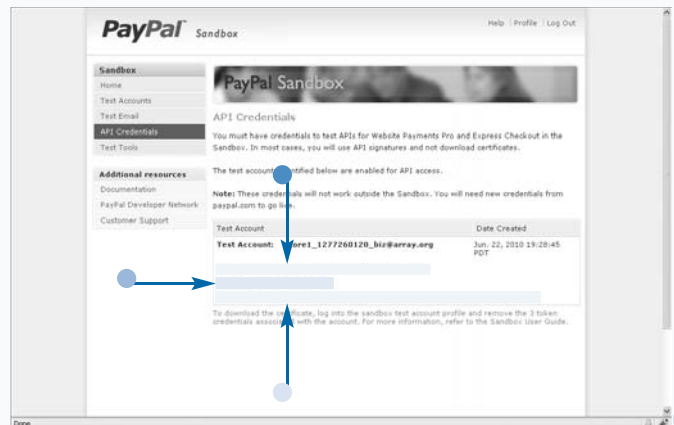 PayPal Sandbox
Help | Profile | Log Out
Sandbox
Home
Test Accounts
Test Email
API Credentials
Test Tools
Additional resources
Documentation
PayPal Developer Network
Customer Support
PayPal Sandbox
API Credentials
You must have credentials to test APIs for Website Payments Pro and Express Checkout in the
Sandbox. In most cases, you will use API signatures and not download certificates.
The test account ntified below are enabled for API access.
Note: These credentials will not work outside the Sandbox. You will need new credentials from
paypal.com to go live.
Test Account
Date Created
Test Account: ore1_1277260120_biz@array.org
Jun. 22, 2010 19:28:45
PDT
To download the certificate, log into the sandbox test account profile and remove the 3 token
credentials associated with the account. For more information, refer to the Sandbox User Guide.
Done